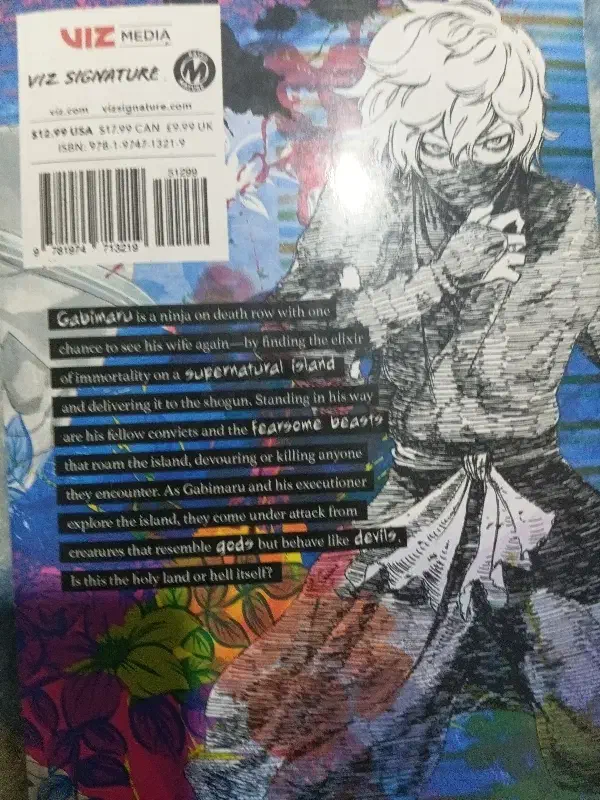 VIZ MEDIA
VIZ SIGNATURE M
viz.com vizsignature.com
$12.99 USA $17.99 CAN £9.99 UK
ISBN: 978-1-9747-1321-9
51299
9 781974 713219
Gabimaru is a ninja on death row with one
chance to see his wife again—by finding the elixir
of immortality on a supernatural island
and delivering it to the shogun. Standing in his way
are his fellow convicts and the fearsome beasts
that roam the island, devouring or killing anyone
they encounter. As Gabimaru and his executioner
explore the island, they come under attack from
creatures that resemble gods but behave like devils.
Is this the holy land or hell itself?